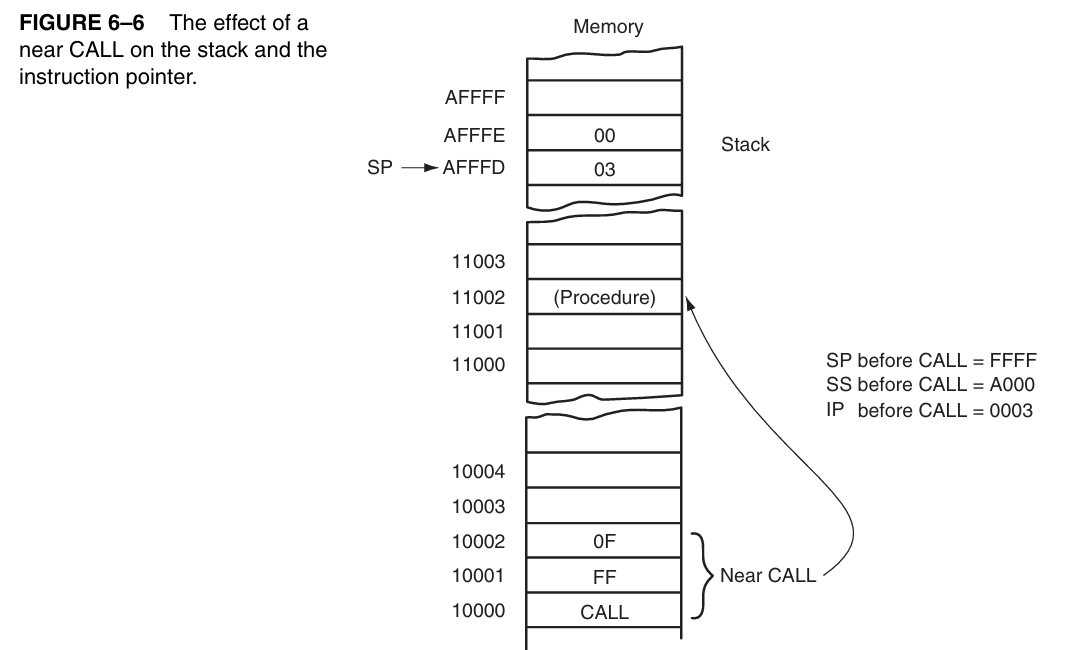 FIGURE 6–6 The effect of a
near CALL on the stack and the
instruction pointer.
Memory
AFFFF
AFFFE 00
Stack
SP AFFFD 03
11003
11002 (Procedure)
11001
11000
SP before CALL = FFFF
SS before CALL = A000
IP before CALL = 0003
10004
10003
10002 0F
10001 FF
Near CALL
10000 CALL